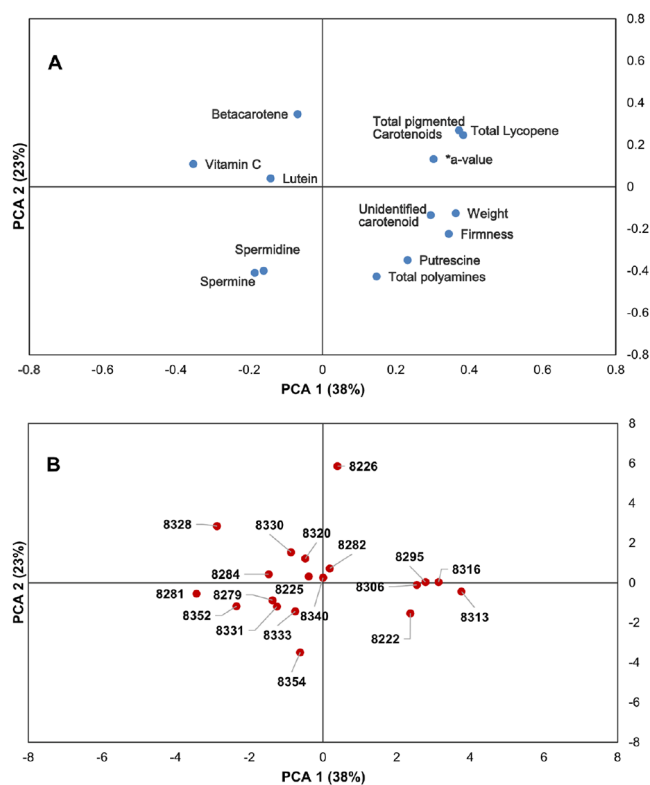 A
0.8
0.6
Betacarotene
0.4
Total pigmented
Carotenoids
Total Lycopene
0.2
Vitamin C
*a-value
Lutein
0
Unidentified
carotenoid
Weight
Firmness
-0.2
Spermidine
Putrescine
Spermine
Total polyamines
-0.4
-0.6
-0.8
PCA 2 (23%)
-0.8 -0.6 -0.4 -0.2 0 0.2 0.4 0.6 0.8
PCA 1 (38%)
B
8
8226
6
4
8328
8330
8320
8282
2
8284
8295
8316
8281
8279
8225
8306
0
8352
8331
8333
8340
8313
8222
-2
8354
-4
-6
-8
PCA 2 (23%)
-8 -6 -4 -2 0 2 4 6 8
PCA 1 (38%)